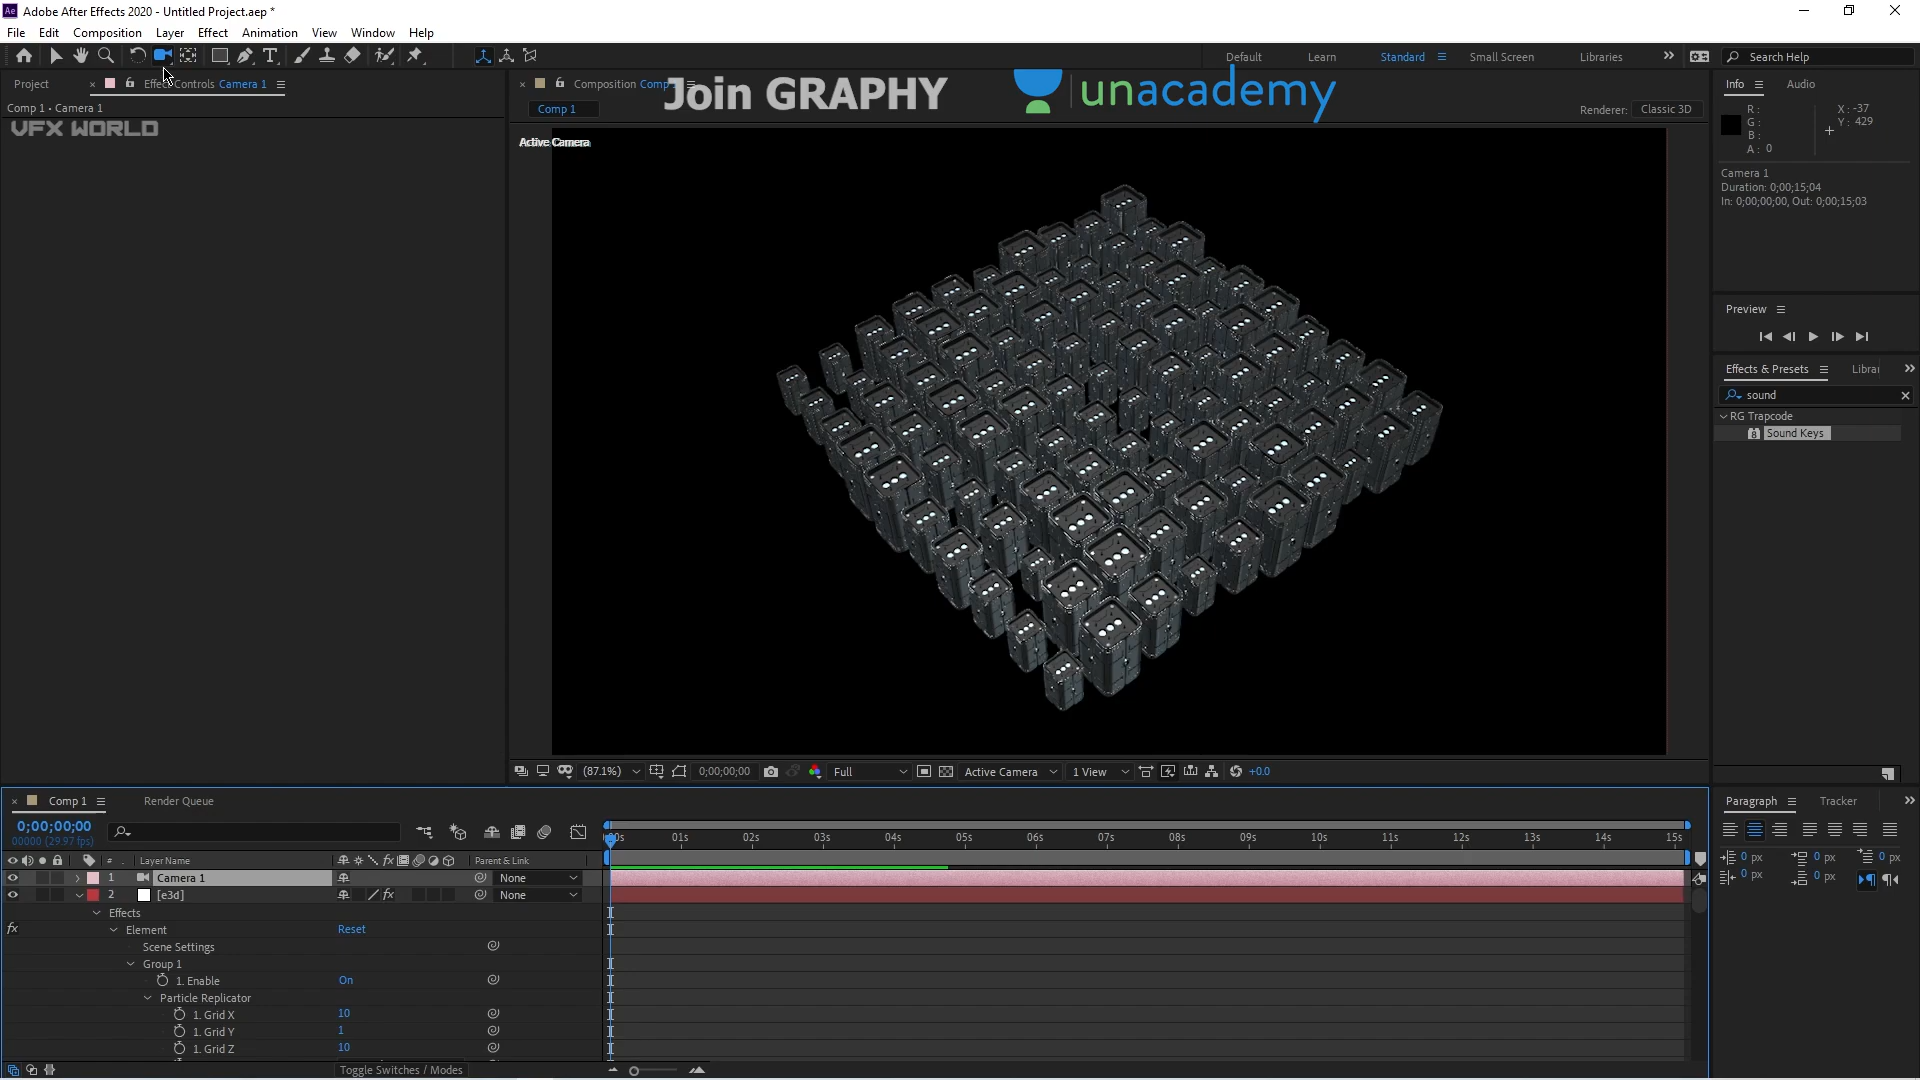 Ae Adobe After Effects 2020 - Untitled Project.aep *
File Edit Composition Layer Effect Animation View Window Help
Default Learn Standard Small Screen Libraries Search Help
Project Effect Controls Camera 1
Comp 1 • Camera 1
VFX WORLD
Composition Comp
Join GRAPHY
unacademy
Comp 1
Renderer: Classic 3D
Active Camera
Info Audio
R :
G :
B :
A : 0
X : -37
Y : 429
Camera 1
Duration: 0;00;15;04
In: 0;00;00;00, Out: 0;00;15;03
Preview
Effects & Presets Librai
sound
RG Trapcode
Sound Keys
(87.1%) 0;00;00;00 Full Active Camera 1 View +0.0
Comp 1 Render Queue
0;00;00;00
00000 (29.97 fps)
# Layer Name fx Parent & Link
00s 01s 02s 03s 04s 05s 06s 07s 08s 09s 10s 11s 12s 13s 14s 15s
1 Camera 1 None
2 [e3d] fx None
Effects
fx Element Reset
Scene Settings
Group 1
1. Enable On
Particle Replicator
1. Grid X 10
1. Grid Y 1
1. Grid Z 10
Toggle Switches / Modes
Paragraph Tracker
0 px 0 px 0 px
0 px 0 px